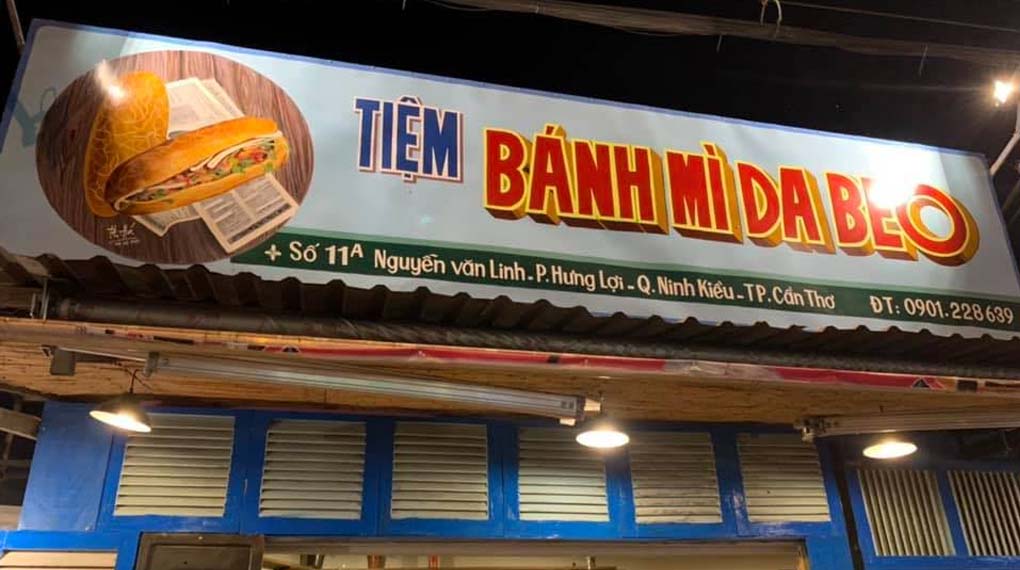 TIỆM
BÁNH MÌ DA BEO
+ Số 11A Nguyễn văn Linh - P. Hưng Lợi - Q. Ninh Kiều - TP. Cần Thơ ĐT: 0901.228 639